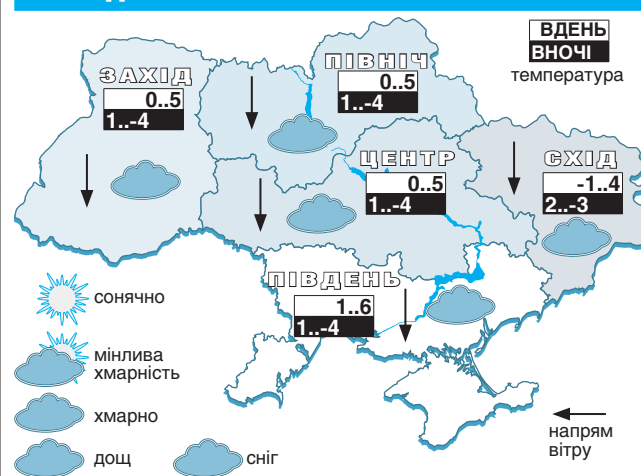 ВДЕНЬ
ВНОЧІ
температура
ПІВНІЧ
0..5
1..-4
ЗАХІД
0..5
1..-4
ЦЕНТР
0..5
1..-4
СХІД
-1..4
2..-3
ПІВДЕНЬ
1..6
1..-4
сонячно
мінлива
хмарність
хмарно
дощ
сніг
напрям
вітру